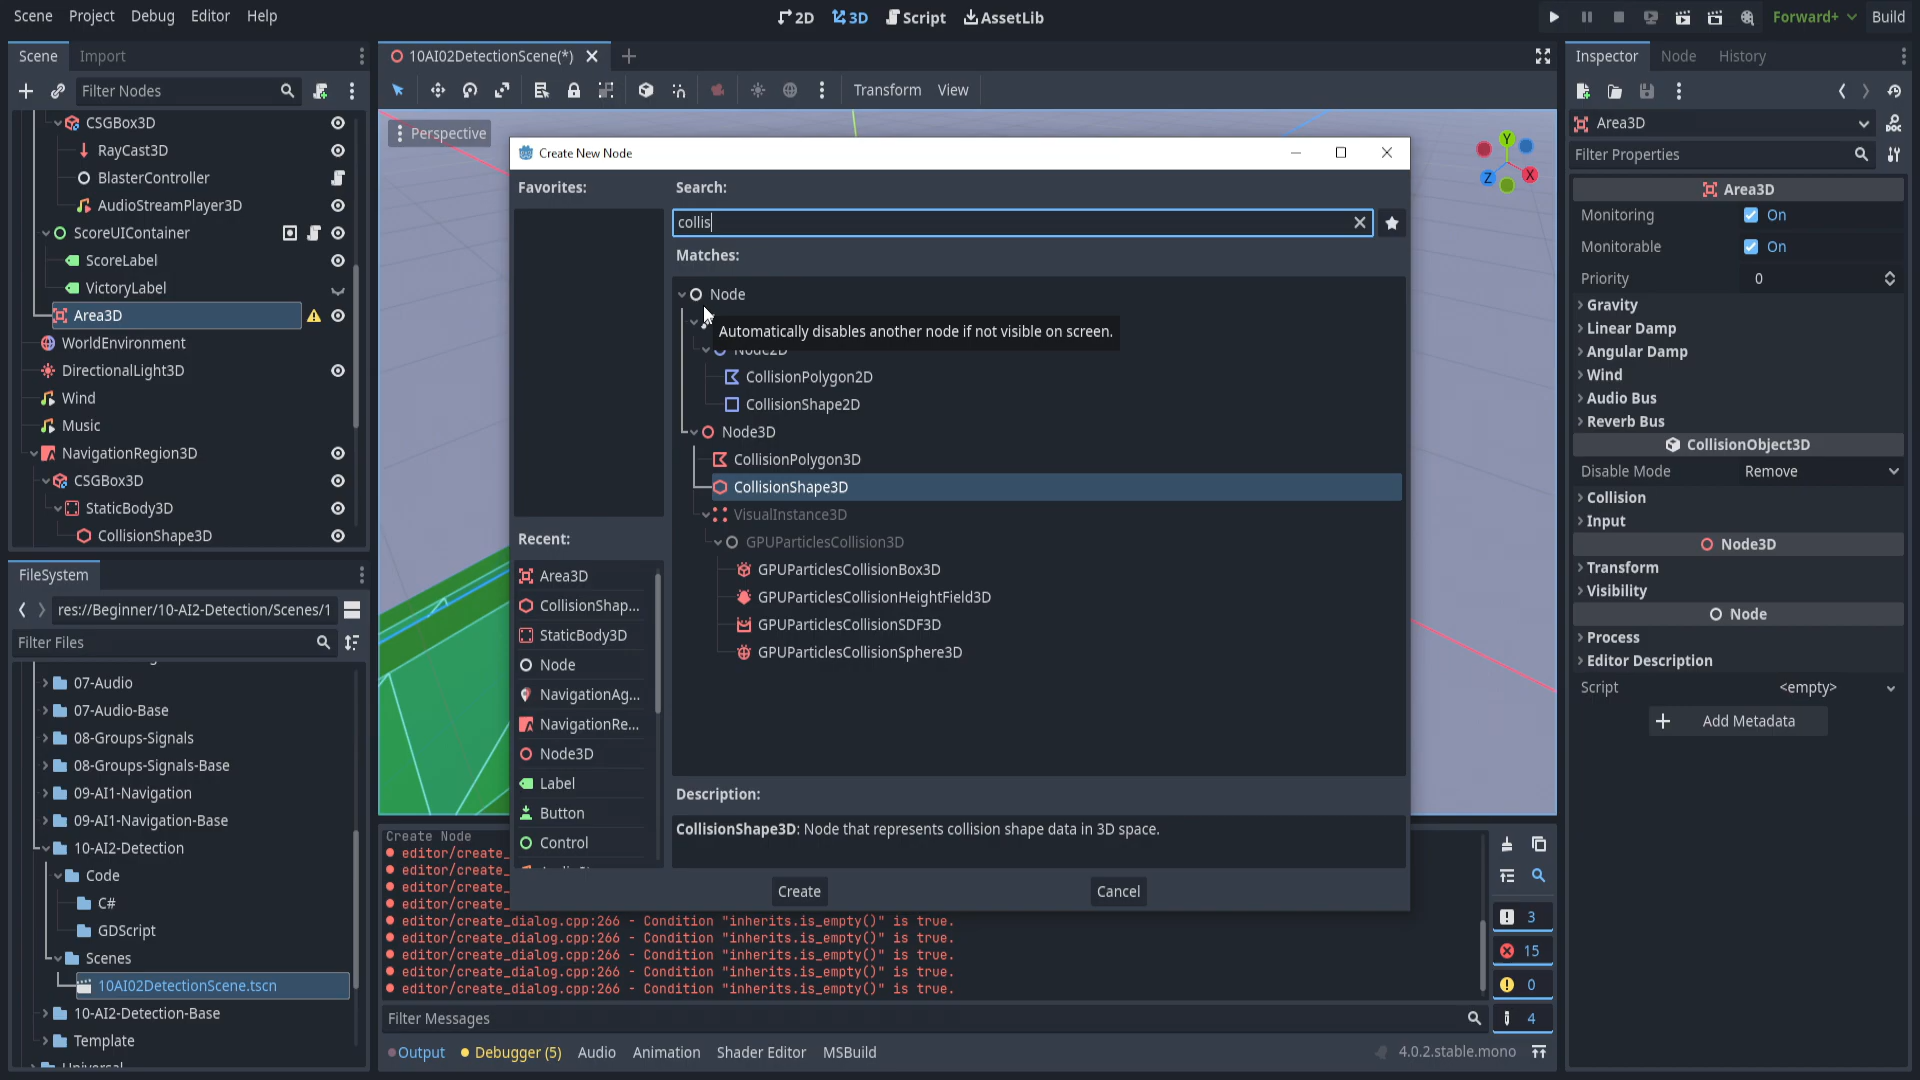 Scene Project Debug Editor Help
2D 3D Script AssetLib
Forward+ Build
Scene Import
Filter Nodes
CSGBox3D
RayCast3D
BlasterController
AudioStreamPlayer3D
ScoreUIContainer
ScoreLabel
VictoryLabel
Area3D
WorldEnvironment
DirectionalLight3D
Wind
Music
NavigationRegion3D
CSGBox3D
StaticBody3D
CollisionShape3D
FileSystem
res://Beginner/10-AI2-Detection/Scenes/1
Filter Files
07-Audio
07-Audio-Base
08-Groups-Signals
08-Groups-Signals-Base
09-AI1-Navigation
09-AI1-Navigation-Base
10-AI2-Detection
Code
C#
GDScript
Scenes
10AI02DetectionScene.tscn
10-AI2-Detection-Base
Template
10AI02DetectionScene(*)
Transform View
Perspective
Y
Z X
Create New Node
Favorites:
Search:
collis
Matches:
Node
Automatically disables another node if not visible on screen.
Node2D
CollisionPolygon2D
CollisionShape2D
Node3D
CollisionPolygon3D
CollisionShape3D
VisualInstance3D
GPUParticlesCollision3D
GPUParticlesCollisionBox3D
GPUParticlesCollisionHeightField3D
GPUParticlesCollisionSDF3D
GPUParticlesCollisionSphere3D
Recent:
Area3D
CollisionShap...
StaticBody3D
Node
NavigationAg...
NavigationRe...
Node3D
Label
Button
Control
Description:
CollisionShape3D: Node that represents collision shape data in 3D space.
Create Cancel
Create Node
editor/create_
editor/create_
editor/create_
editor/create_
editor/create_dialog.cpp:266 - Condition "inherits.is_empty()" is true.
editor/create_dialog.cpp:266 - Condition "inherits.is_empty()" is true.
editor/create_dialog.cpp:266 - Condition "inherits.is_empty()" is true.
editor/create_dialog.cpp:266 - Condition "inherits.is_empty()" is true.
editor/create_dialog.cpp:266 - Condition "inherits.is_empty()" is true.
3
15
0
4
Filter Messages
Output Debugger (5) Audio Animation Shader Editor MSBuild
4.0.2.stable.mono
Inspector Node History
Area3D
Filter Properties
Area3D
Monitoring On
Monitorable On
Priority 0
Gravity
Linear Damp
Angular Damp
Wind
Audio Bus
Reverb Bus
CollisionObject3D
Disable Mode Remove
Collision
Input
Node3D
Transform
Visibility
Node
Process
Editor Description
Script <empty>
Add Metadata